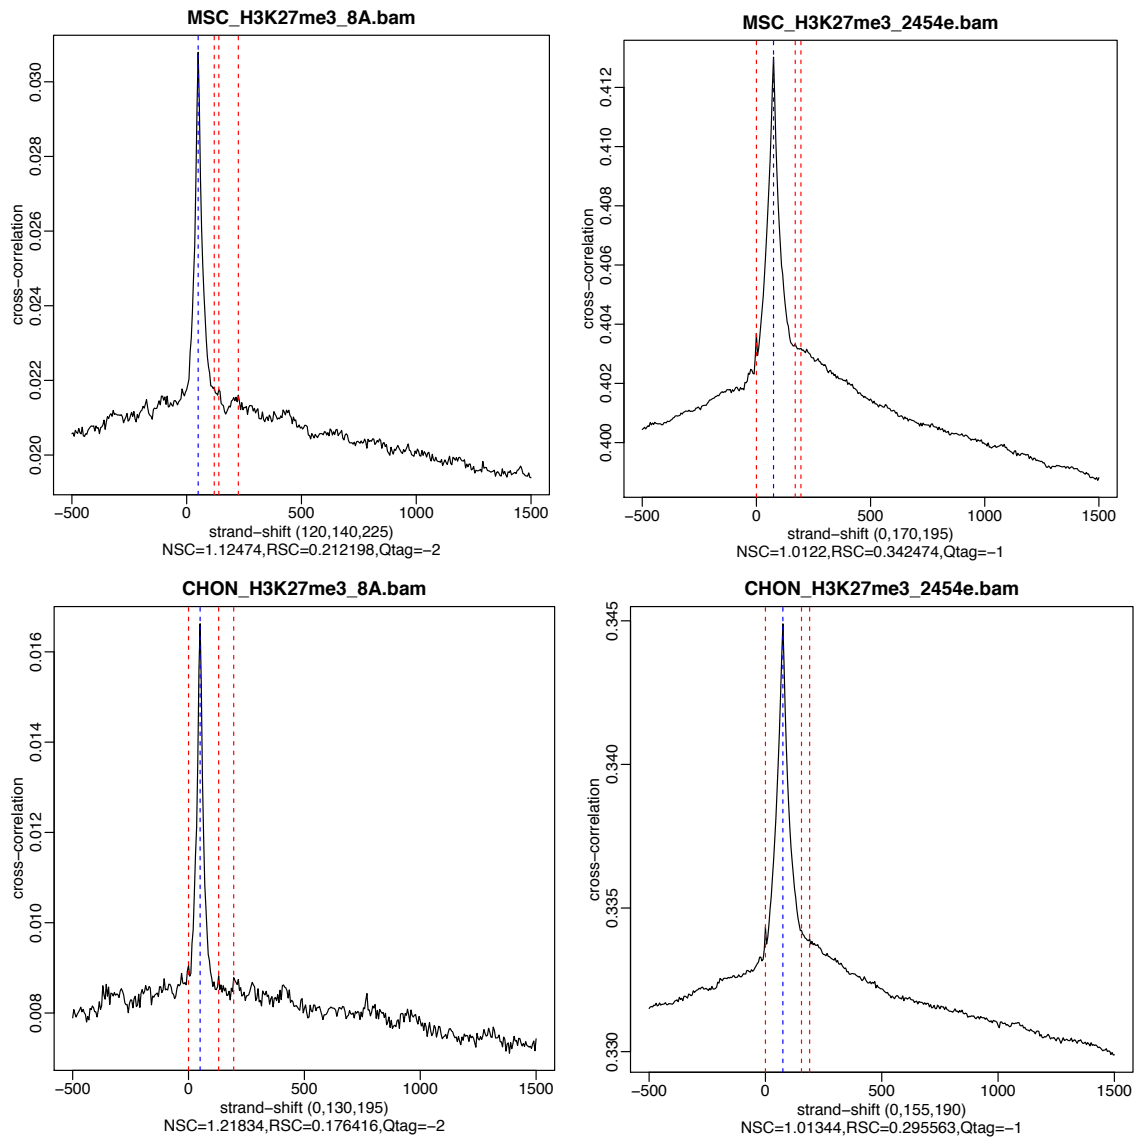 MSC_H3K27me3_8A.bam
cross−correlation
0.030
0.028
0.026
0.024
0.022
0.020
−500 0 500 1000 1500
strand−shift (120,140,225)
NSC=1.12474,RSC=0.212198,Qtag=−2
MSC_H3K27me3_2454e.bam
cross−correlation
0.412
0.410
0.408
0.406
0.404
0.402
0.400
−500 0 500 1000 1500
strand−shift (0,170,195)
NSC=1.0122,RSC=0.342474,Qtag=−1
CHON_H3K27me3_8A.bam
cross−correlation
0.016
0.014
0.012
0.010
0.008
−500 0 500 1000 1500
strand−shift (0,130,195)
NSC=1.21834,RSC=0.176416,Qtag=−2
CHON_H3K27me3_2454e.bam
cross−correlation
0.345
0.340
0.335
0.330
−500 0 500 1000 1500
strand−shift (0,155,190)
NSC=1.01344,RSC=0.295563,Qtag=−1